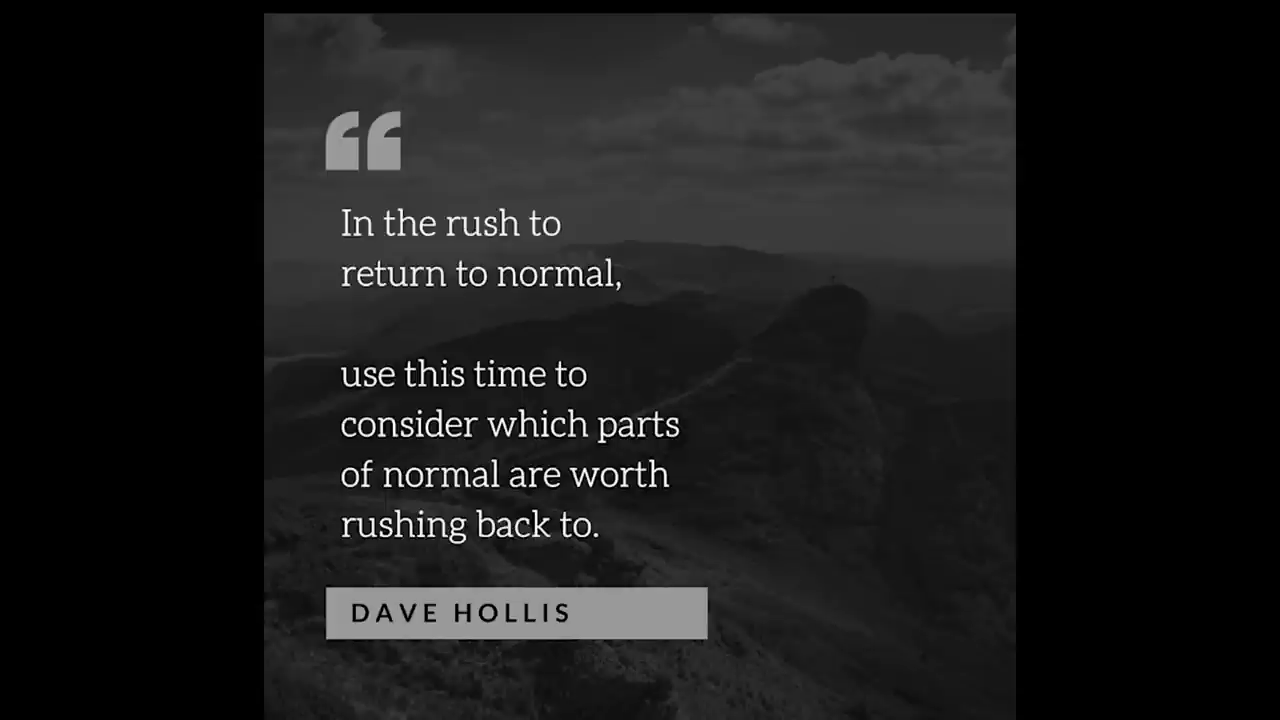 “
In the rush to
return to normal,
use this time to
consider which parts
of normal are worth
rushing back to.
DAVE HOLLIS